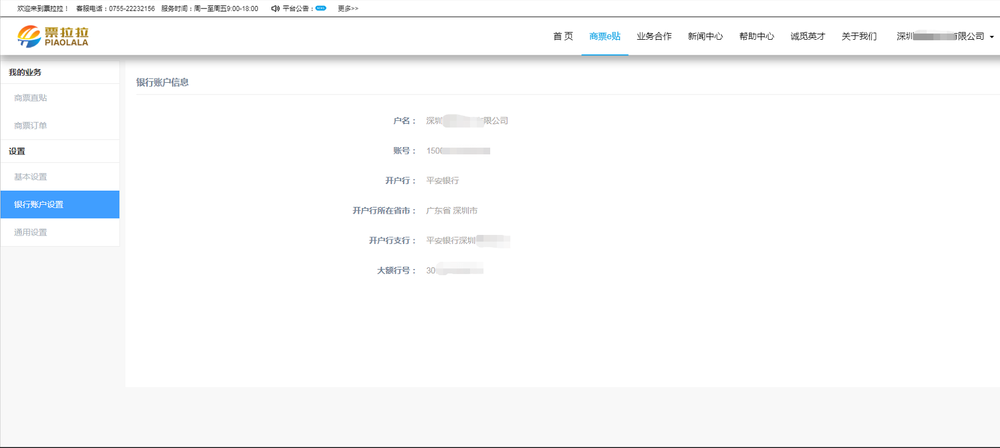 欢迎来到票拉拉！ 客服电话：0755-22232156 服务时间：周一至周五9:00-18:00 平台公告： NEWS 更多>>
票拉拉
PIAOLALA
首 页 商票e贴 业务合作 新闻中心 帮助中心 诚觅英才 关于我们 深圳 有限公司
我的业务
商票直贴
商票订单
设置
基本设置
银行账户设置
通用设置
银行账户信息
户名： 深圳 有限公司
账号： 1500
开户行： 平安银行
开户行所在省市： 广东省 深圳市
开户行支行： 平安银行深圳
大额行号： 30